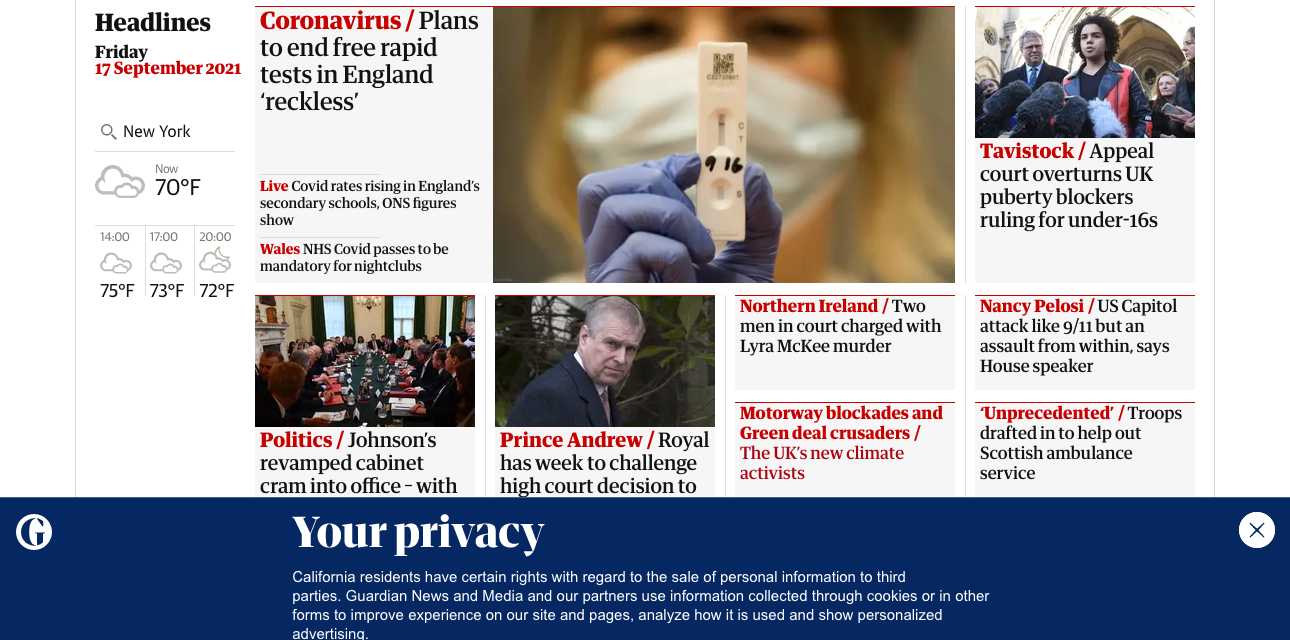 Headlines
Friday
17 September 2021
New York
Now
70°F
14:00 17:00 20:00
75°F 73°F 72°F
Coronavirus / Plans
to end free rapid
tests in England
‘reckless’
Live Covid rates rising in England’s
secondary schools, ONS figures
show
Wales NHS Covid passes to be
mandatory for nightclubs
C
T
9 16
S
Tavistock / Appeal
court overturns UK
puberty blockers
ruling for under-16s
Politics / Johnson’s
revamped cabinet
cram into office – with
Prince Andrew / Royal
has week to challenge
high court decision to
Northern Ireland / Two
men in court charged with
Lyra McKee murder
Nancy Pelosi / US Capitol
attack like 9/11 but an
assault from within, says
House speaker
Motorway blockades and
Green deal crusaders /
The UK’s new climate
activists
‘Unprecedented’ / Troops
drafted in to help out
Scottish ambulance
service
G
Your privacy
California residents have certain rights with regard to the sale of personal information to third
parties. Guardian News and Media and our partners use information collected through cookies or in other
forms to improve experience on our site and pages, analyze how it is used and show personalized
advertising.